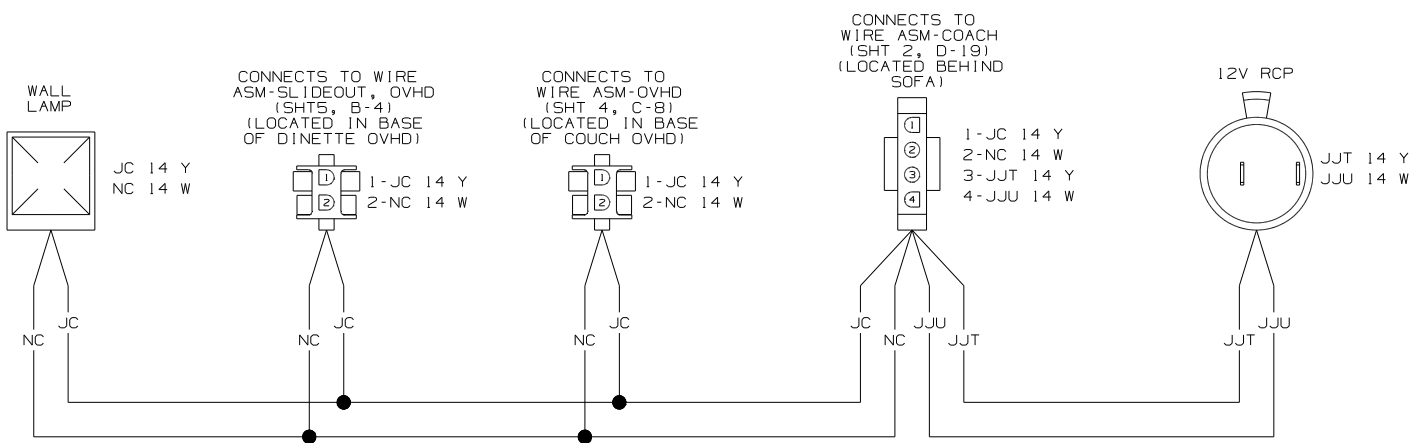 WALL
LAMP
JC 14 Y
NC 14 W
CONNECTS TO WIRE
ASM-SLIDEOUT, OVHD
(SHT5, B-4)
(LOCATED IN BASE
OF DINETTE OVHD)
1
2
1-JC 14 Y
2-NC 14 W
CONNECTS TO
WIRE ASM-OVHD
(SHT 4, C-8)
(LOCATED IN BASE
OF COUCH OVHD)
1
2
1-JC 14 Y
2-NC 14 W
CONNECTS TO
WIRE ASM-COACH
(SHT 2, D-19)
(LOCATED BEHIND
SOFA)
1
2
3
4
1-JC 14 Y
2-NC 14 W
3-JJT 14 Y
4-JJU 14 W
12V RCP
JJT 14 Y
JJU 14 W
NC
JC
NC
JC
NC
JC
JC
NC
JJU
JJT
JJT
JJU